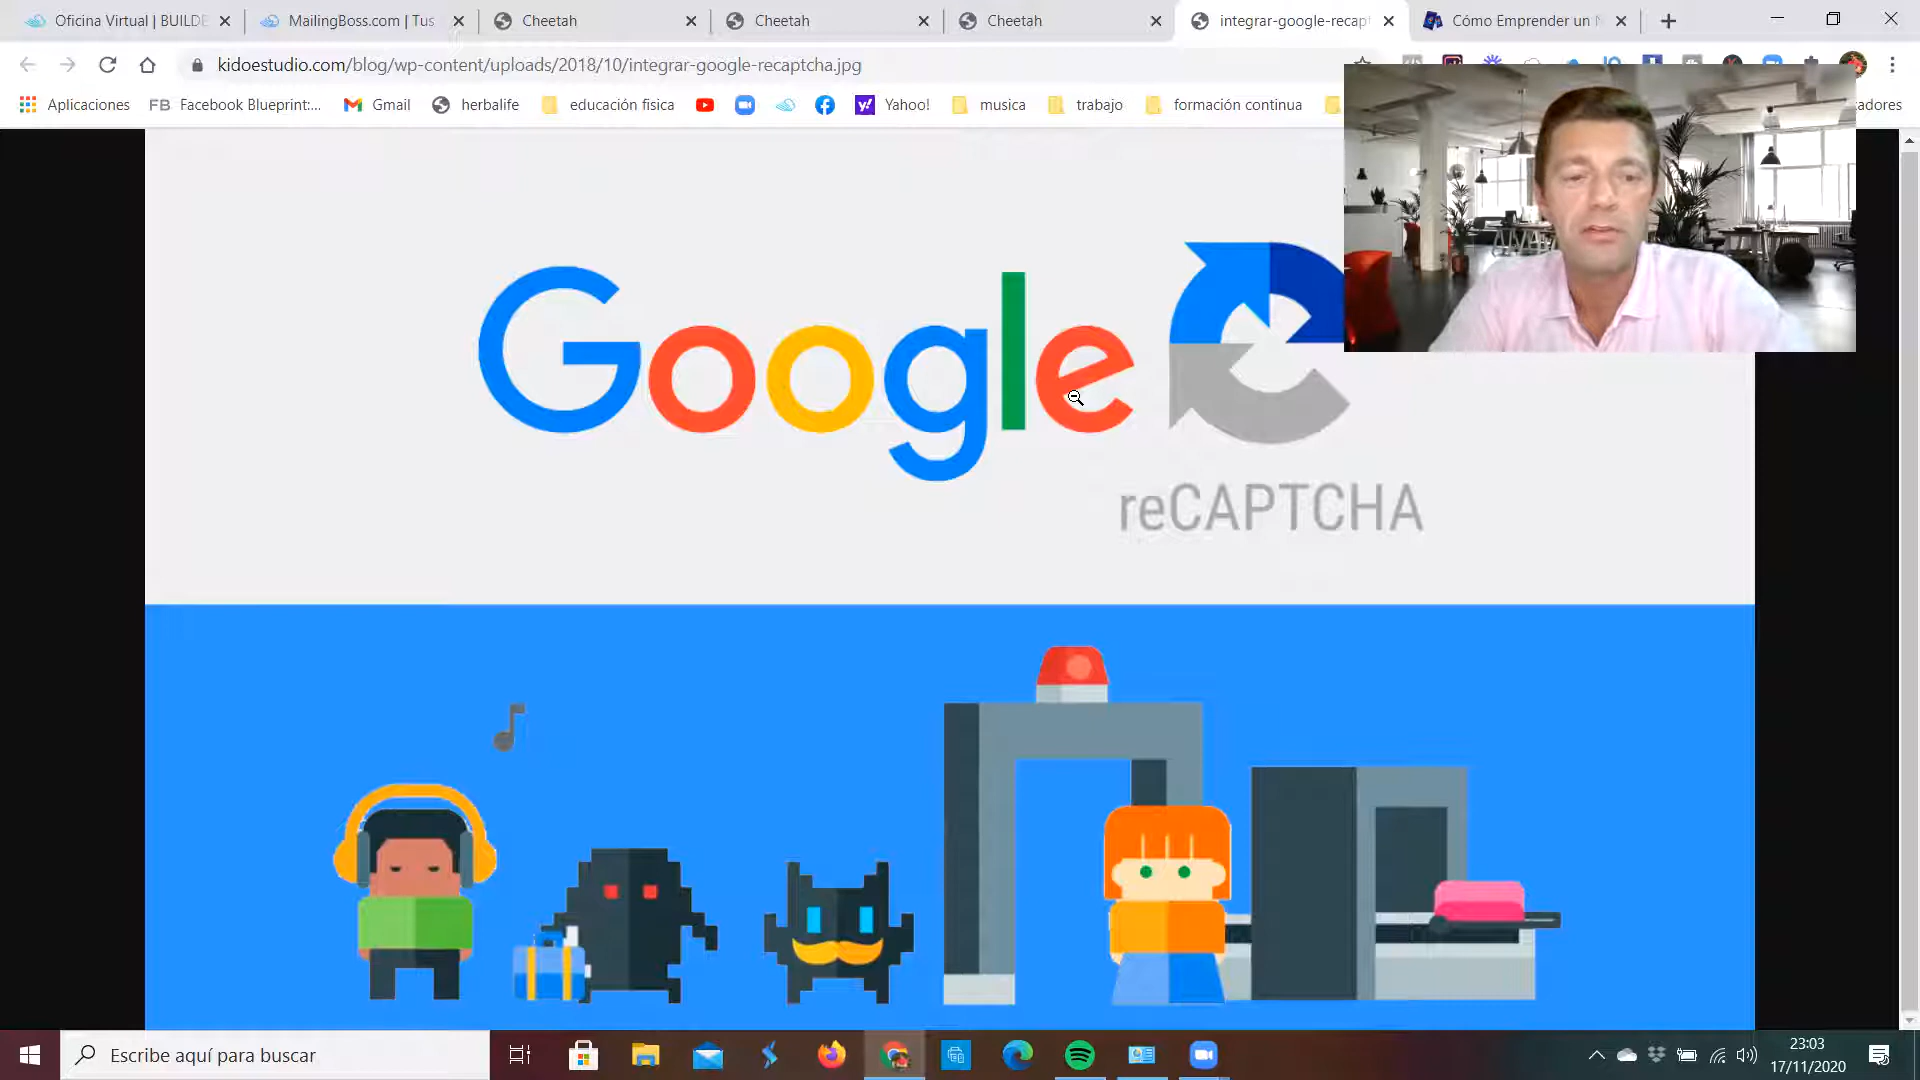 Oficina Virtual | BUILDE
MailingBoss.com | Tus
Cheetah
Cheetah
Cheetah
integrar-google-recapt
Cómo Emprender un N
kidoestudio.com/blog/wp-content/uploads/2018/10/integrar-google-recaptcha.jpg
Aplicaciones
FB Facebook Blueprint:...
Gmail
herbalife
educación fisica
Yahoo!
musica
trabajo
formación continua
cadores
Google
reCAPTCHA
Escribe aquí para buscar
23:03
17/11/2020